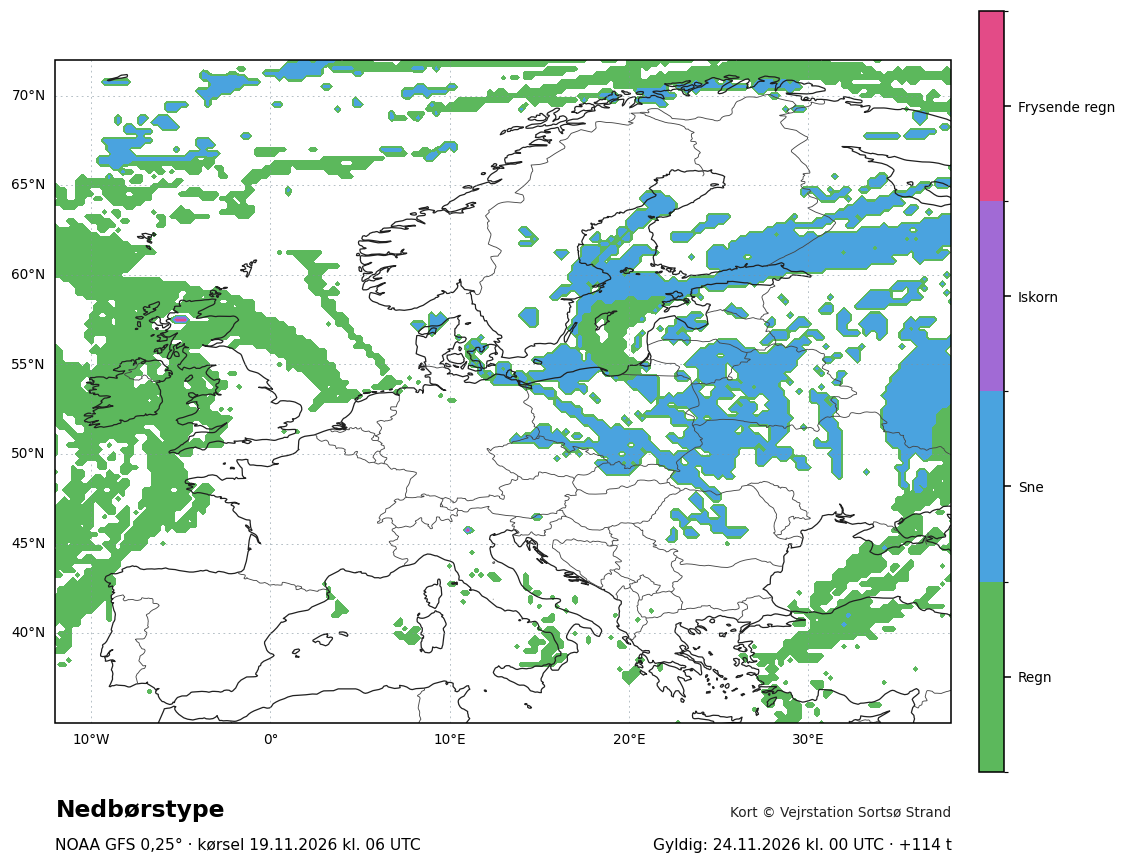 70°N
65°N
60°N
55°N
50°N
45°N
40°N
10°W
0°
10°E
20°E
30°E
Frysende regn
Iskorn
Sne
Regn
Nedbørstype
Kort © Vejrstation Sortsø Strand
NOAA GFS 0,25° · kørsel 19.11.2026 kl. 06 UTC
Gyldig: 24.11.2026 kl. 00 UTC · +114 t